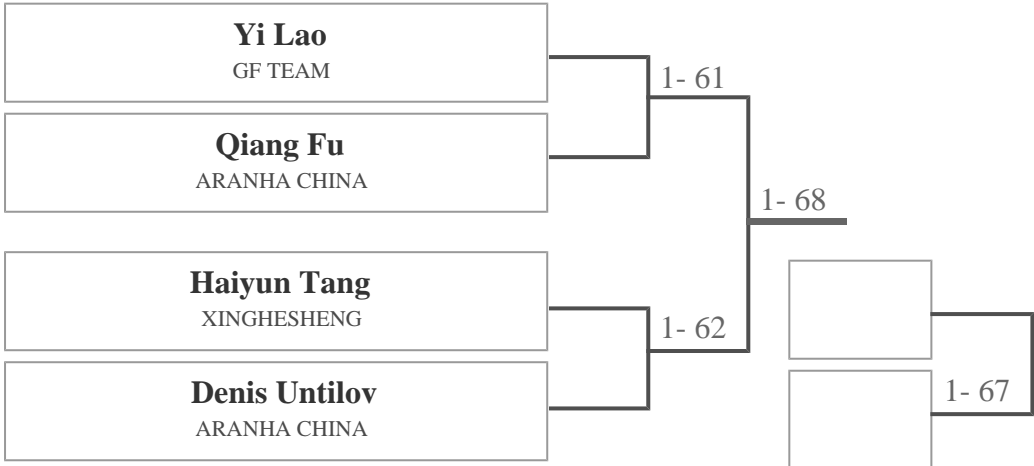 Yi Lao
GF TEAM
1- 61
Qiang Fu
ARANHA CHINA
1- 68
Haiyun Tang
XINGHESHENG
1- 62
Denis Untilov
ARANHA CHINA
1- 67